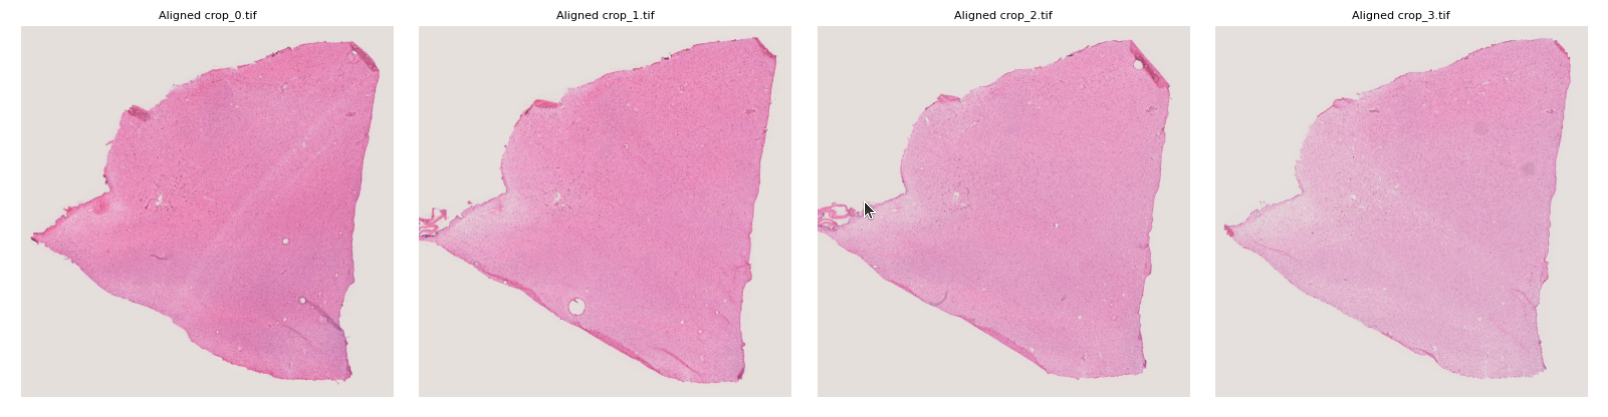 Aligned crop_0.tif
Aligned crop_1.tif
Aligned crop_2.tif
Aligned crop_3.tif